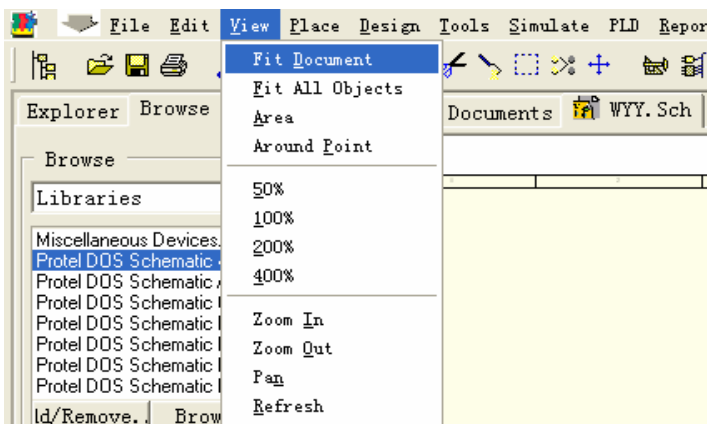 File Edit View Place Design Tools Simulate PLD Repor
Fit Document
Fit All Objects
Area
Around Point
50%
100%
200%
400%
Zoom In
Zoom Out
Pan
Refresh
Explorer Browse
Documents WYY.Sch
Browse
Libraries
Miscellaneous Devices.
Protel DOS Schematic
Protel DOS Schematic
Protel DOS Schematic
Protel DOS Schematic
Protel DOS Schematic
Protel DOS Schematic
Protel DOS Schematic
ld/Remove.. Brow